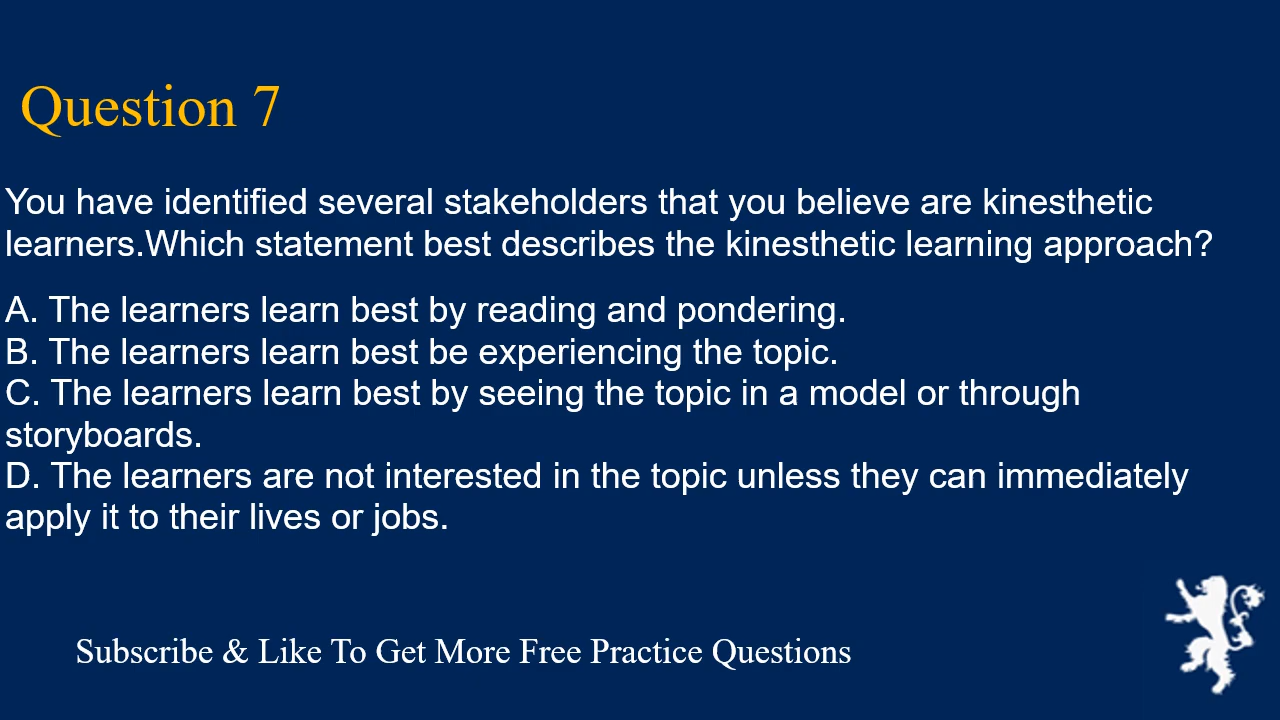 Question 7
You have identified several stakeholders that you believe are kinesthetic
learners.Which statement best describes the kinesthetic learning approach?
A. The learners learn best by reading and pondering.
B. The learners learn best be experiencing the topic.
C. The learners learn best by seeing the topic in a model or through
storyboards.
D. The learners are not interested in the topic unless they can immediately
apply it to their lives or jobs.
Subscribe & Like To Get More Free Practice Questions